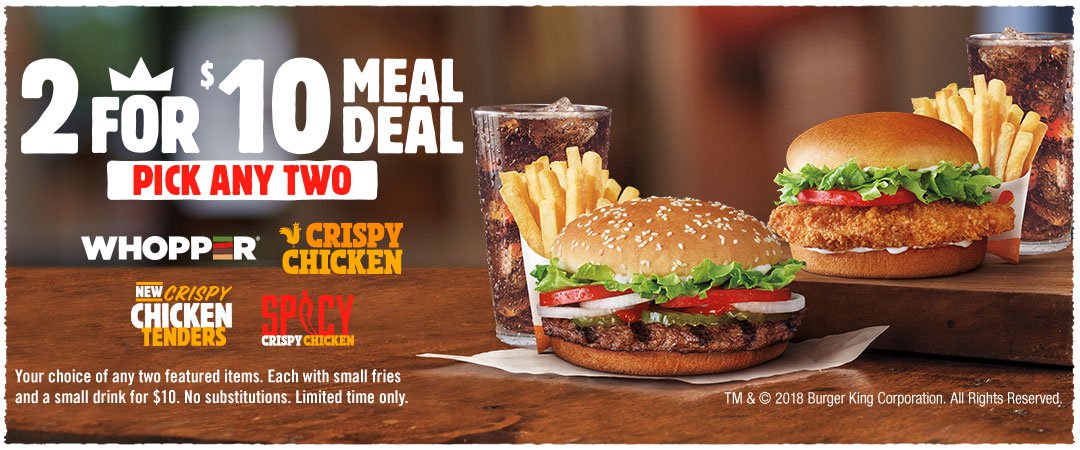 2 FOR $10 MEAL DEAL
PICK ANY TWO
WHOPPER®
CRISPY CHICKEN
NEW CRISPY CHICKEN TENDERS
SPICY CRISPY CHICKEN
Your choice of any two featured items. Each with small fries
and a small drink for $10. No substitutions. Limited time only.
TM & © 2018 Burger King Corporation. All Rights Reserved.